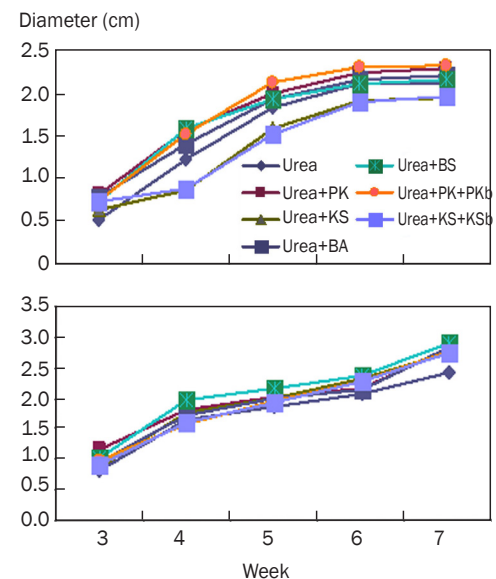 Diameter (cm)
2.5
2.0
1.5
1.0
0.5
0
Urea
Urea+BS
Urea+PK
Urea+PK+PKb
Urea+KS
Urea+KS+KSb
Urea+BA
3.5
3.0
2.5
2.0
1.5
1.0
0.5
0.0
3 4 5 6 7
Week